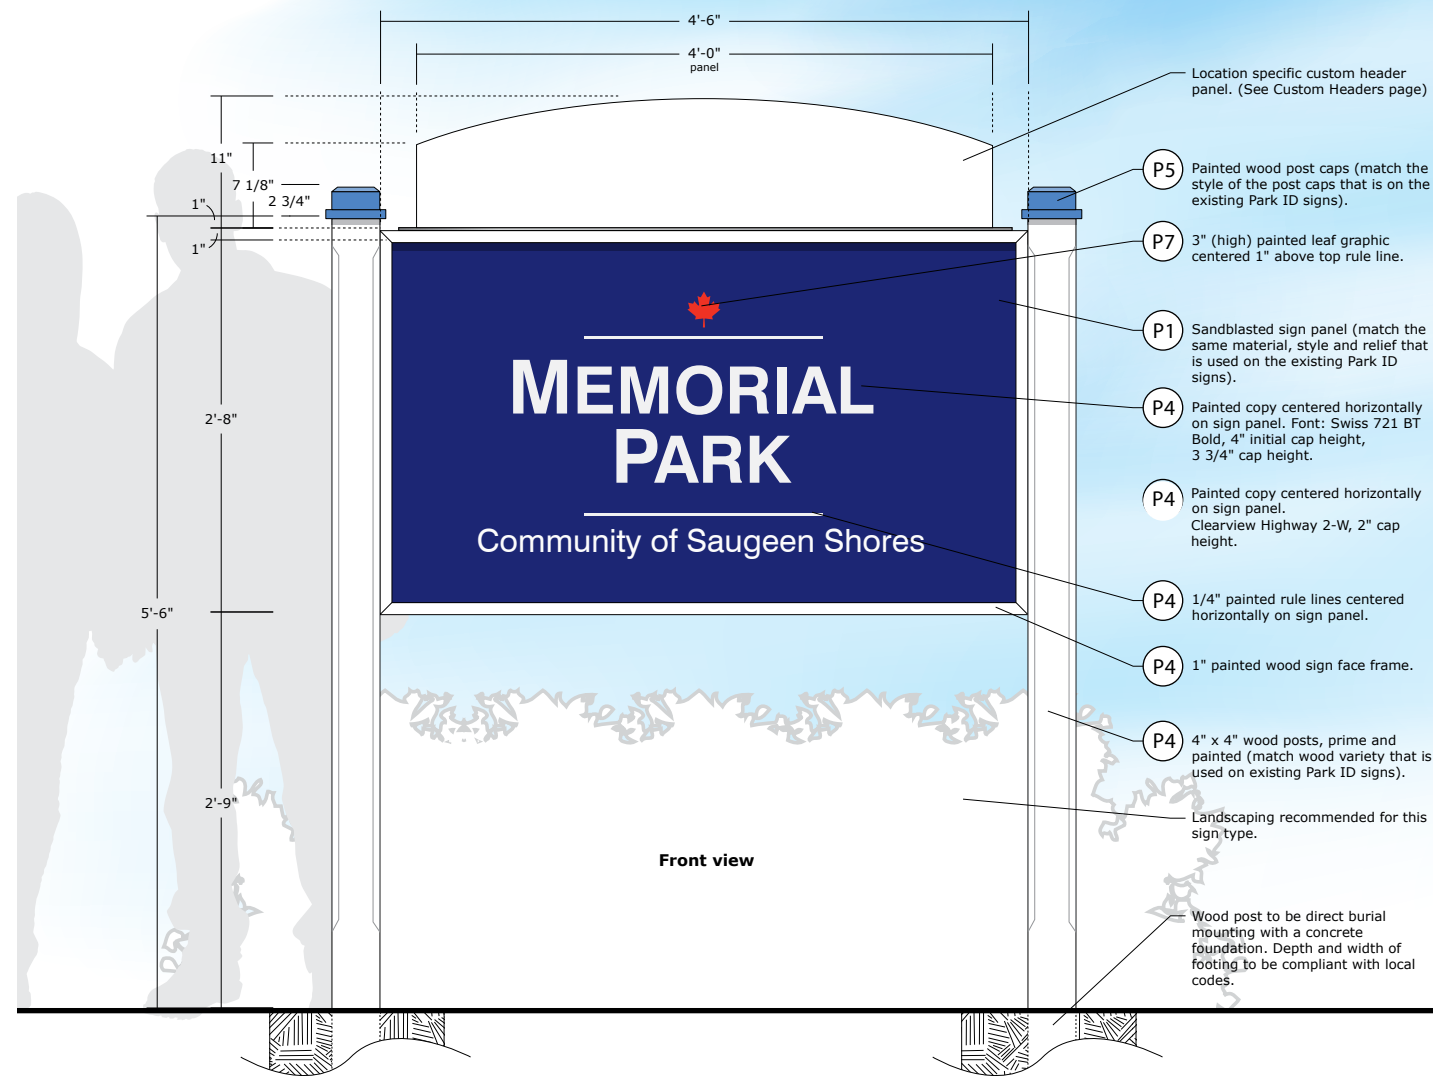 4'-6"
4'-0"
panel
11"
7 1/8"
2 3/4"
1"
1"
2'-8"
5'-6"
2'-9"
MEMORIAL
PARK
Community of Saugeen Shores
Front view
Location specific custom header
panel. (See Custom Headers page)
P5
Painted wood post caps (match the
style of the post caps that is on the
existing Park ID signs).
P7
3" (high) painted leaf graphic
centered 1" above top rule line.
P1
Sandblasted sign panel (match the
same material, style and relief that
is used on the existing Park ID
signs).
P4
Painted copy centered horizontally
on sign panel. Font: Swiss 721 BT
Bold, 4" initial cap height,
3 3/4" cap height.
P4
Painted copy centered horizontally
on sign panel.
Clearview Highway 2-W, 2" cap
height.
P4
1/4" painted rule lines centered
horizontally on sign panel.
P4
1" painted wood sign face frame.
P4
4" x 4" wood posts, prime and
painted (match wood variety that is
used on existing Park ID signs).
Landscaping recommended for this
sign type.
Wood post to be direct burial
mounting with a concrete
foundation. Depth and width of
footing to be compliant with local
codes.